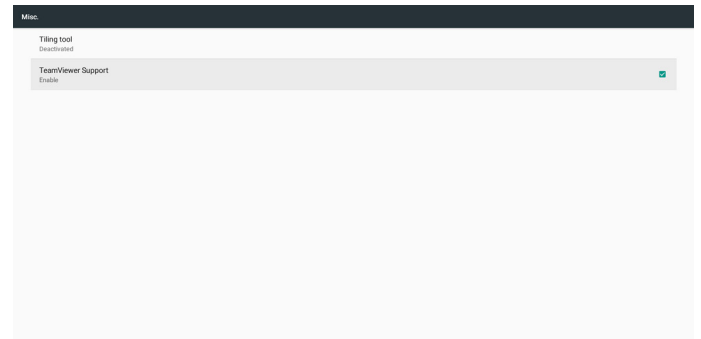 Misc.
Tiling tool
Deactivated
TeamViewer Support
Enable